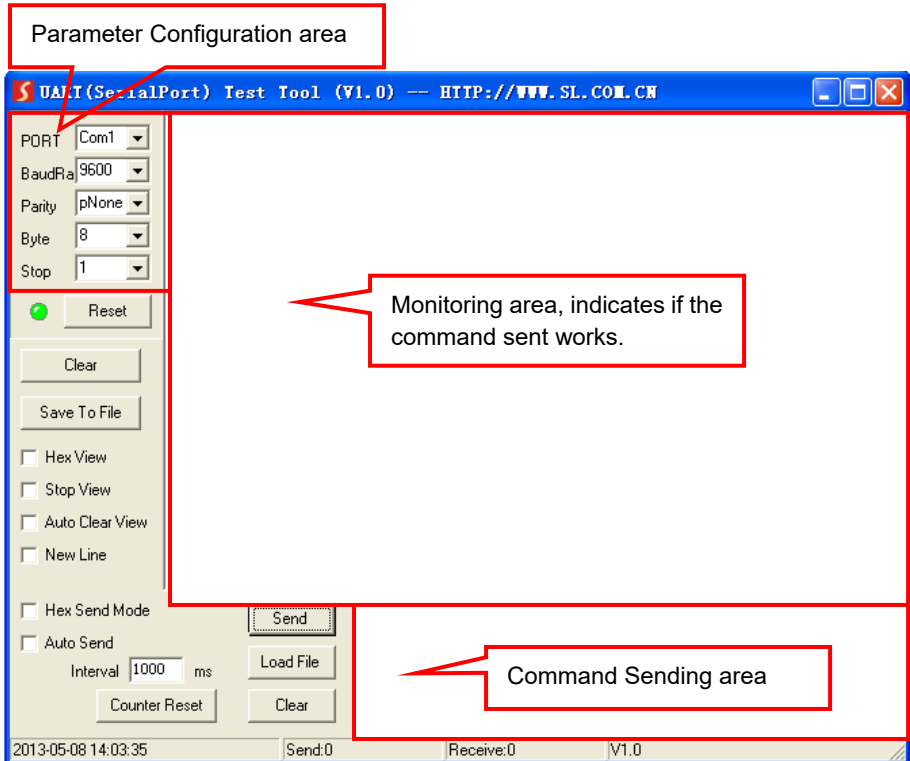 Parameter Configuration area
UART(SerialPort) Test Tool (V1.0) -- HTTP://WWW.SL.COM.CN
PORT Com1
BaudRa 9600
Parity pNone
Byte 8
Stop 1
Reset
Monitoring area, indicates if the
command sent works.
Clear
Save To File
Hex View
Stop View
Auto Clear View
New Line
Hex Send Mode
Send
Auto Send
Interval 1000 ms
Load File
Command Sending area
Counter Reset
Clear
2013-05-08 14:03:35 Send:0 Receive:0 V1.0